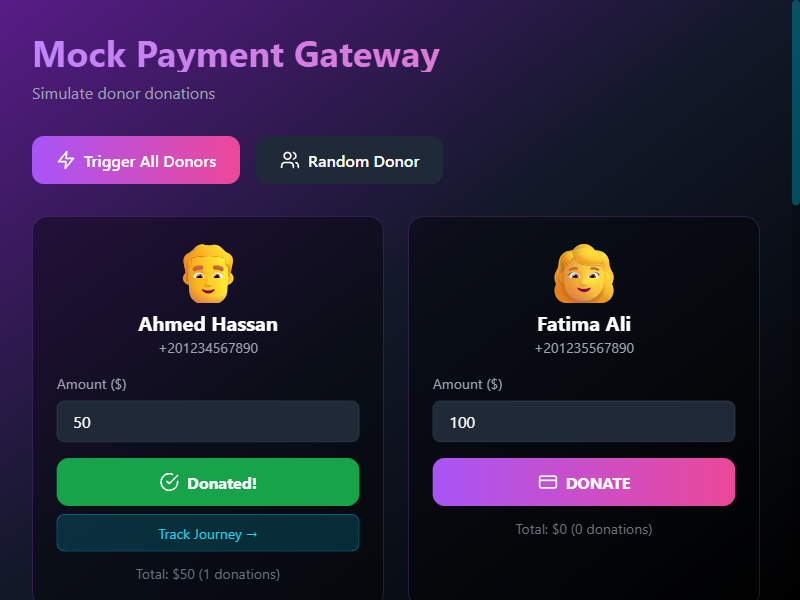 Mock Payment Gateway
Simulate donor donations
Trigger All Donors
Random Donor
Ahmed Hassan
+201234567890
Amount ($)
50
Donated!
Track Journey →
Total: $50 (1 donations)
Fatima Ali
+201235567890
Amount ($)
100
DONATE
Total: $0 (0 donations)